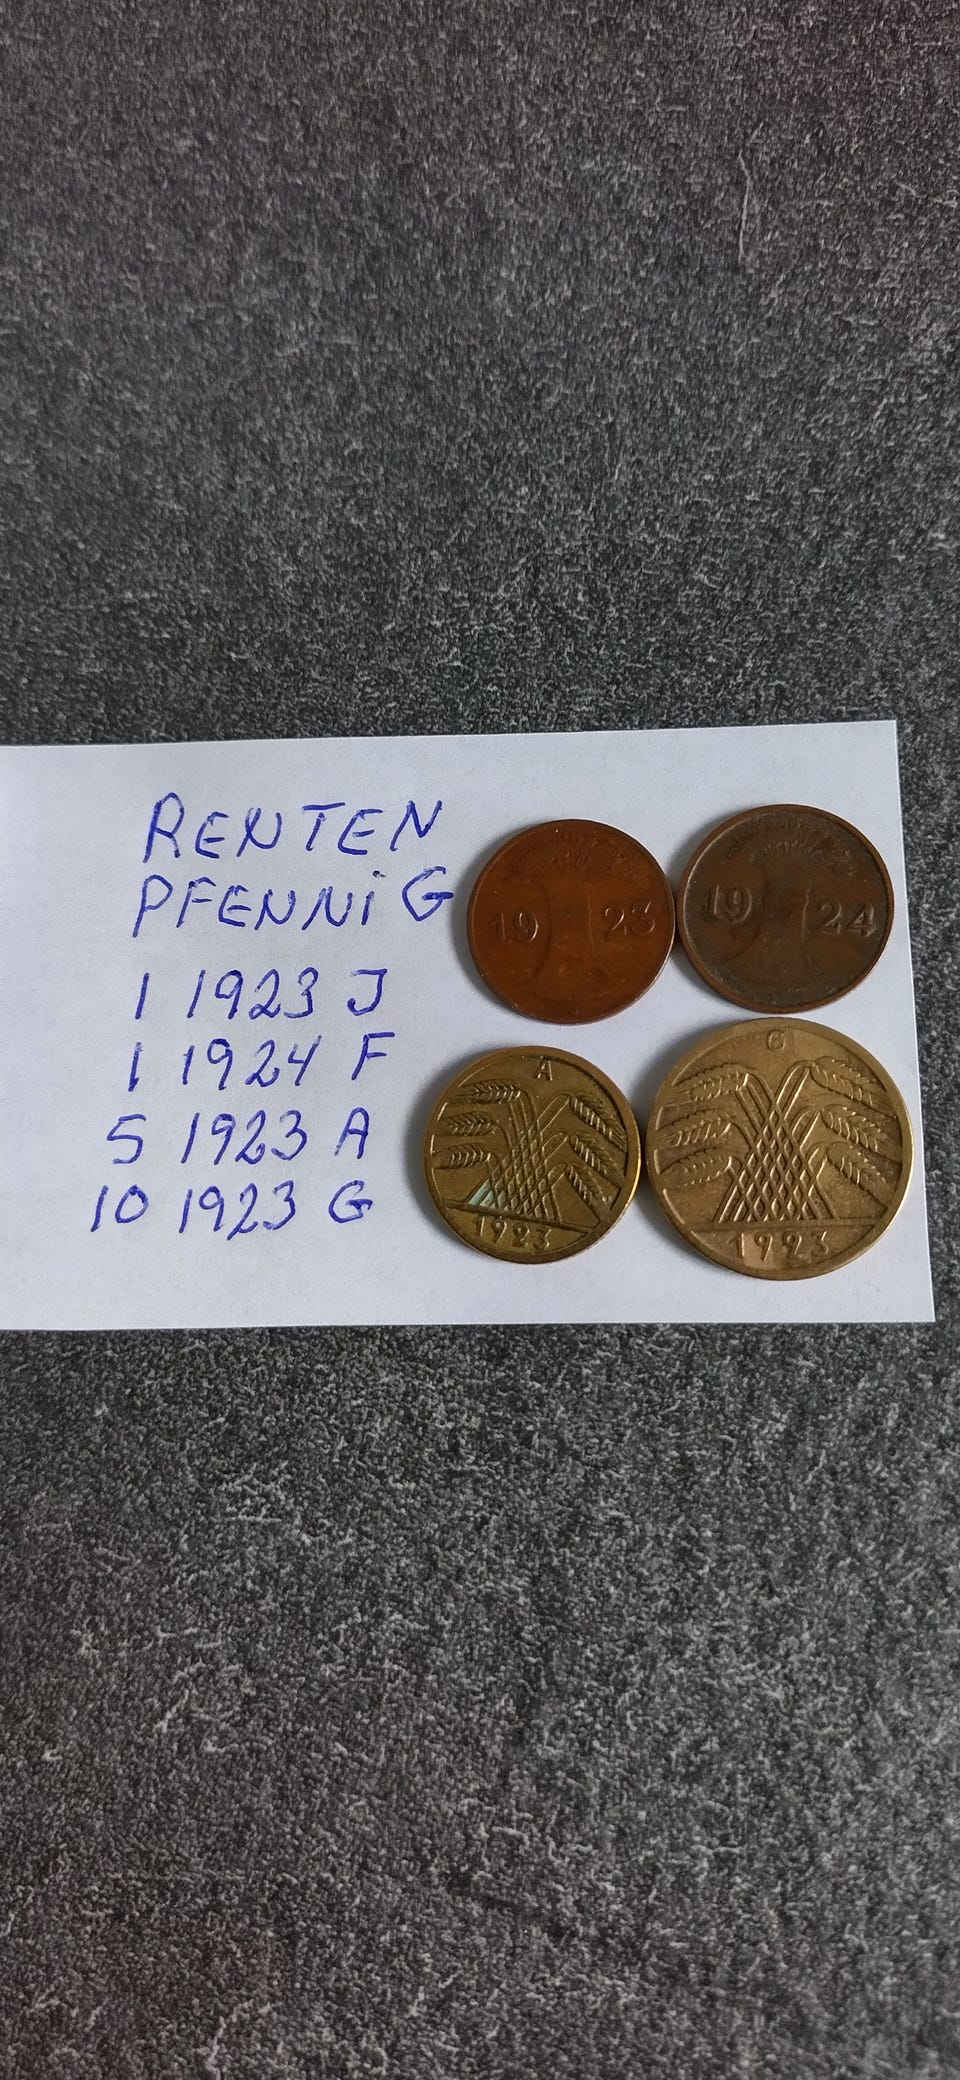 RENTEN
PFENNiG
1 1923 J
1 1924 F
5 1923 A
10 1923 G
19 23
19 24
A
1923
G
1923